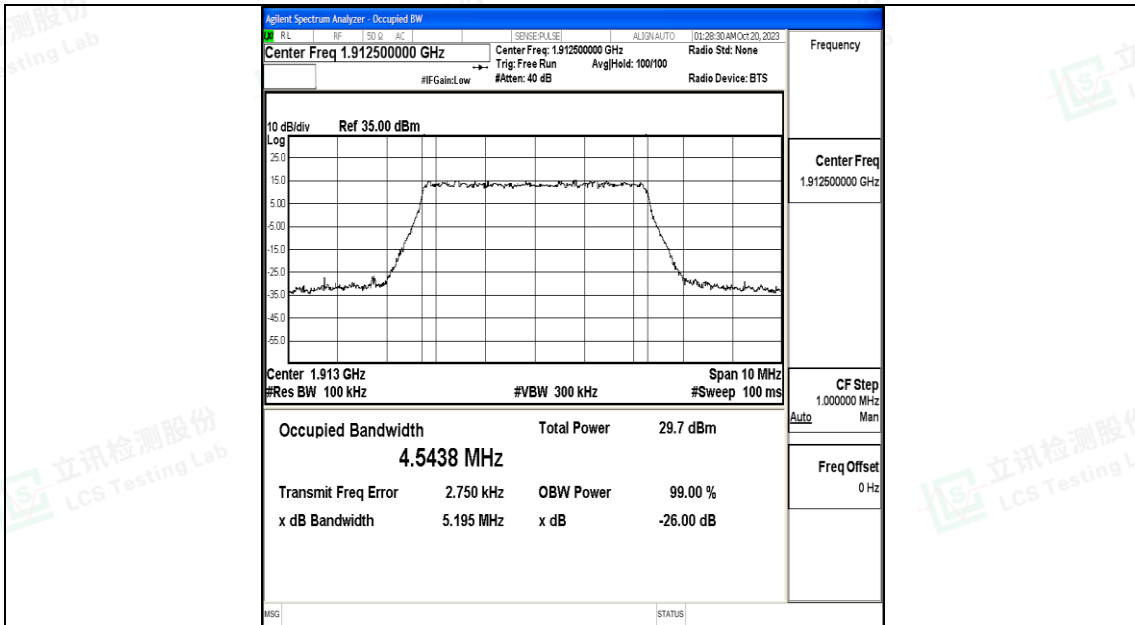 Agilent Spectrum Analyzer - Occupied BW
RL RF 50 Ω AC SENSE:PULSE ALIGN AUTO 01:28:30 AM Oct 20, 2023
Center Freq 1.912500000 GHz
Center Freq: 1.912500000 GHz
Radio Std: None
Trig: Free Run Avg|Hold: 100/100
#IFGain:Low
#Atten: 40 dB
Radio Device: BTS
Frequency
10 dB/div Ref 35.00 dBm
Log
25.0
15.0
5.00
-5.00
-15.0
-25.0
-35.0
-45.0
-55.0
Center 1.913 GHz Span 10 MHz
#Res BW 100 kHz #VBW 300 kHz #Sweep 100 ms
Center Freq
1.912500000 GHz
CF Step
1.000000 MHz
Auto Man
Freq Offset
0 Hz
Occupied Bandwidth Total Power 29.7 dBm
4.5438 MHz
Transmit Freq Error 2.750 kHz OBW Power 99.00 %
x dB Bandwidth 5.195 MHz x dB -26.00 dB
MSG STATUS
立讯检测股份
LCS Testing Lab
立讯检测股份
LCS Testing L